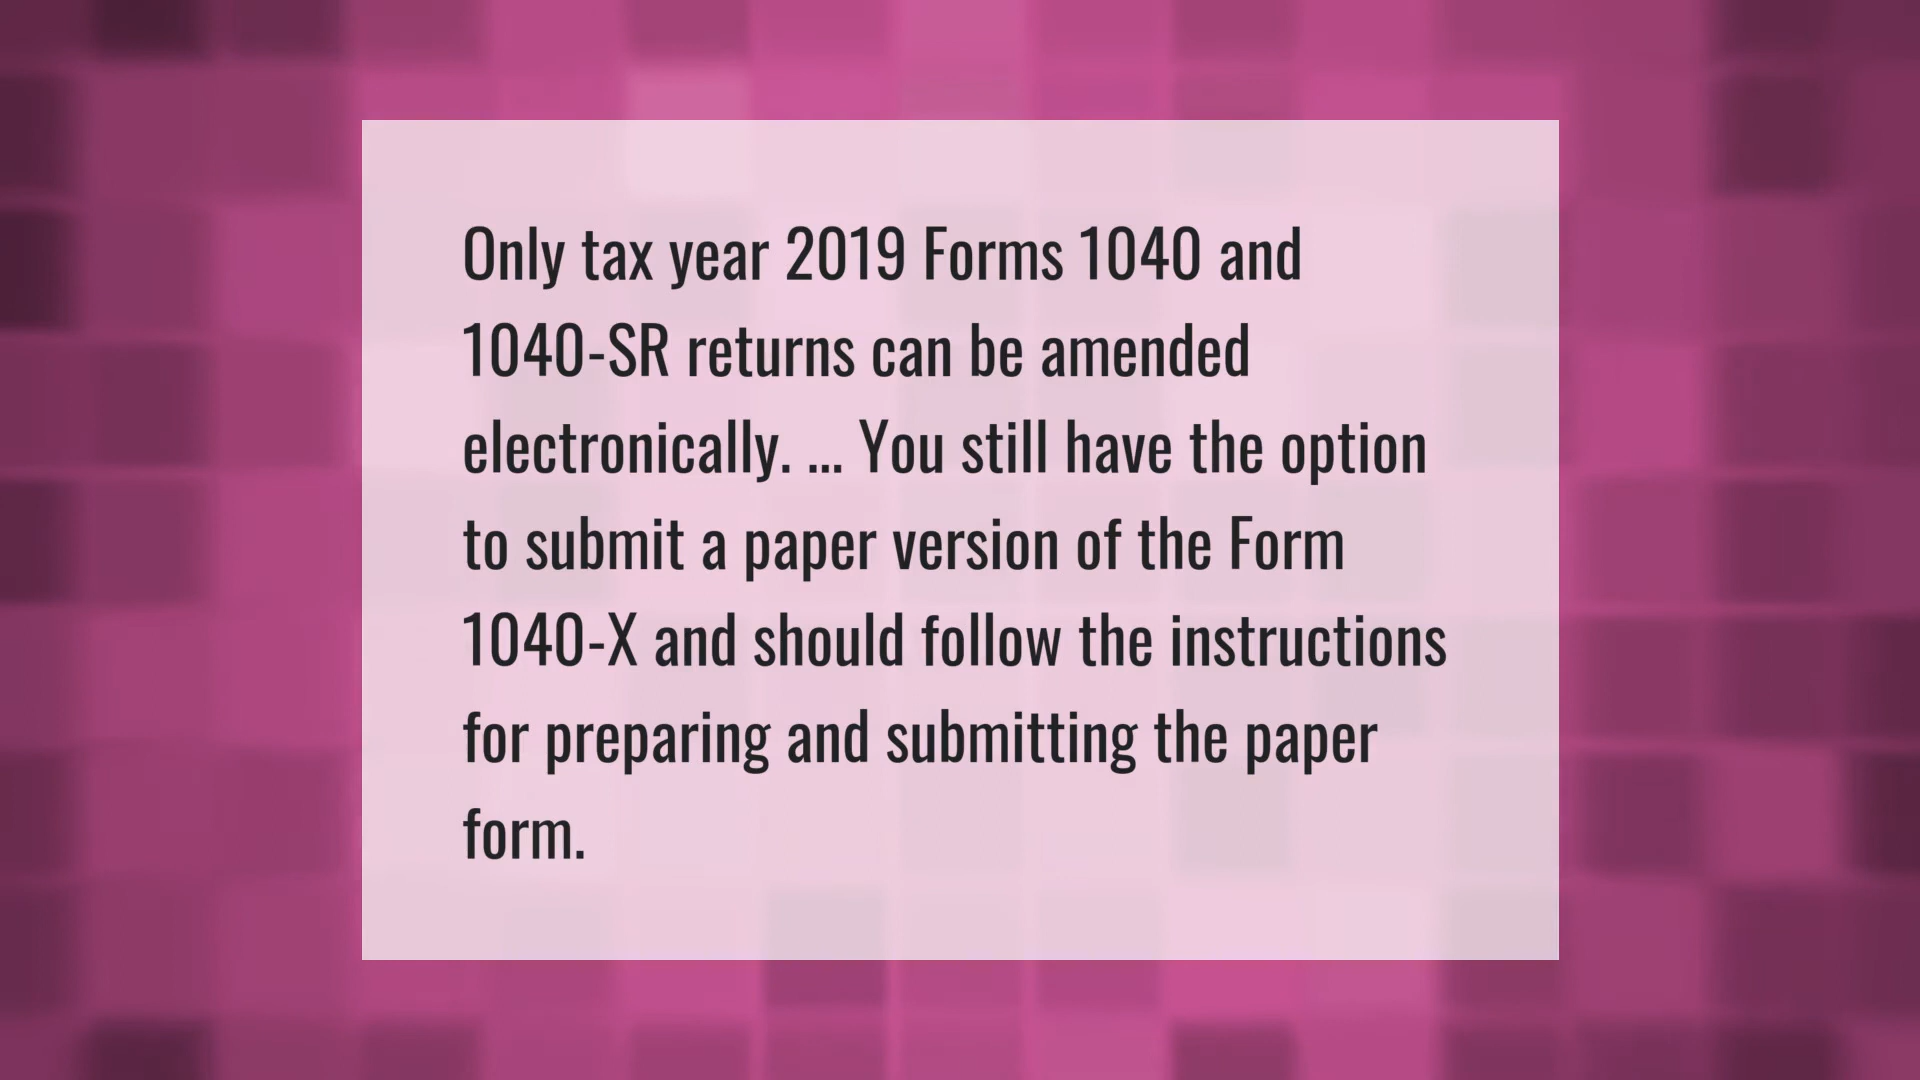 Only tax year 2019 Forms 1040 and
1040-SR returns can be amended
electronically. ... You still have the option
to submit a paper version of the Form
1040-X and should follow the instructions
for preparing and submitting the paper
form.